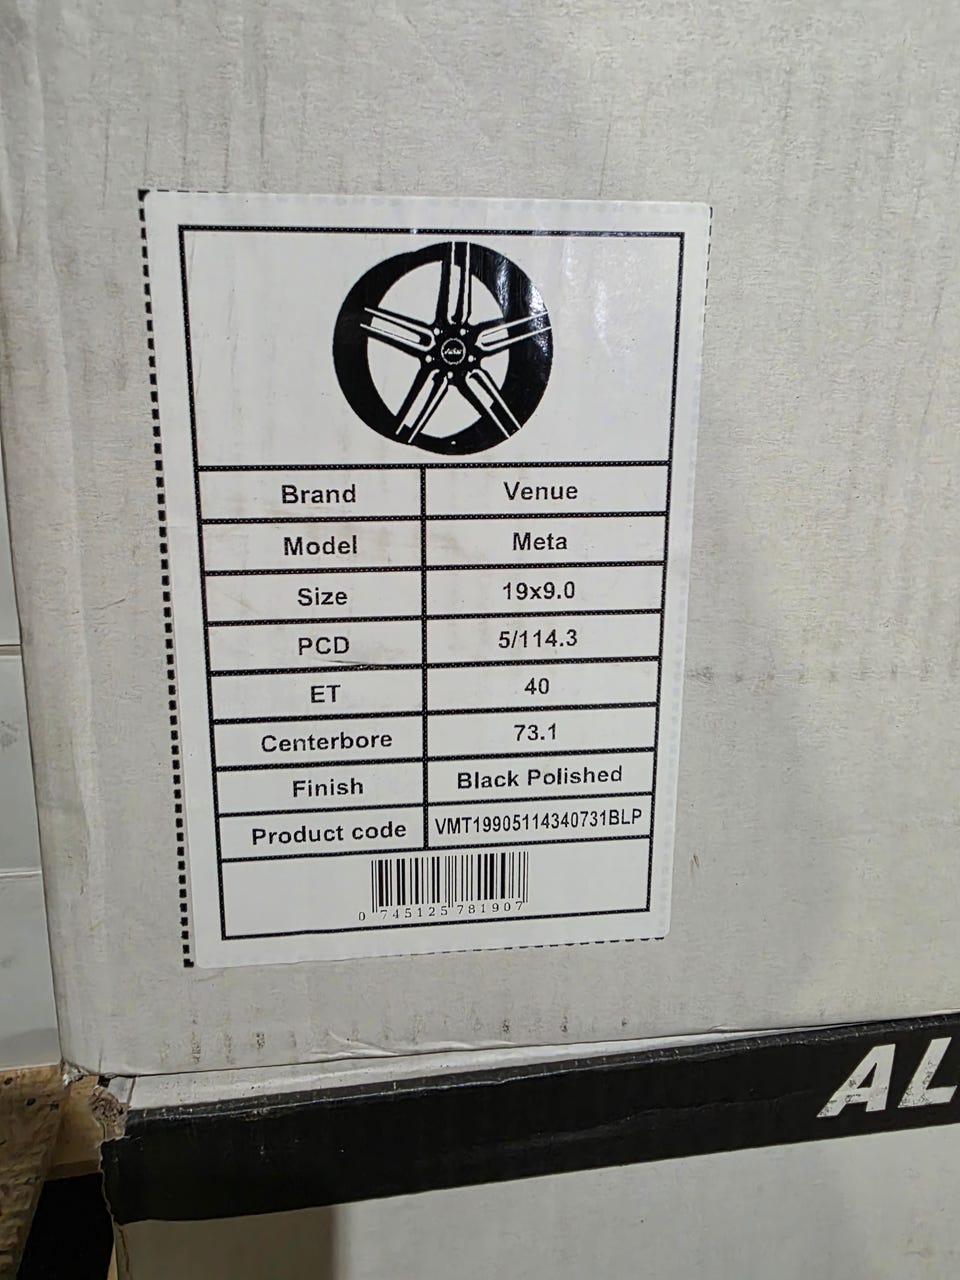 Brand Venue
Model Meta
Size 19x9.0
PCD 5/114.3
ET 40
Centerbore 73.1
Finish Black Polished
Product code VMT19905114340731BLP
0 745125 781907
AL